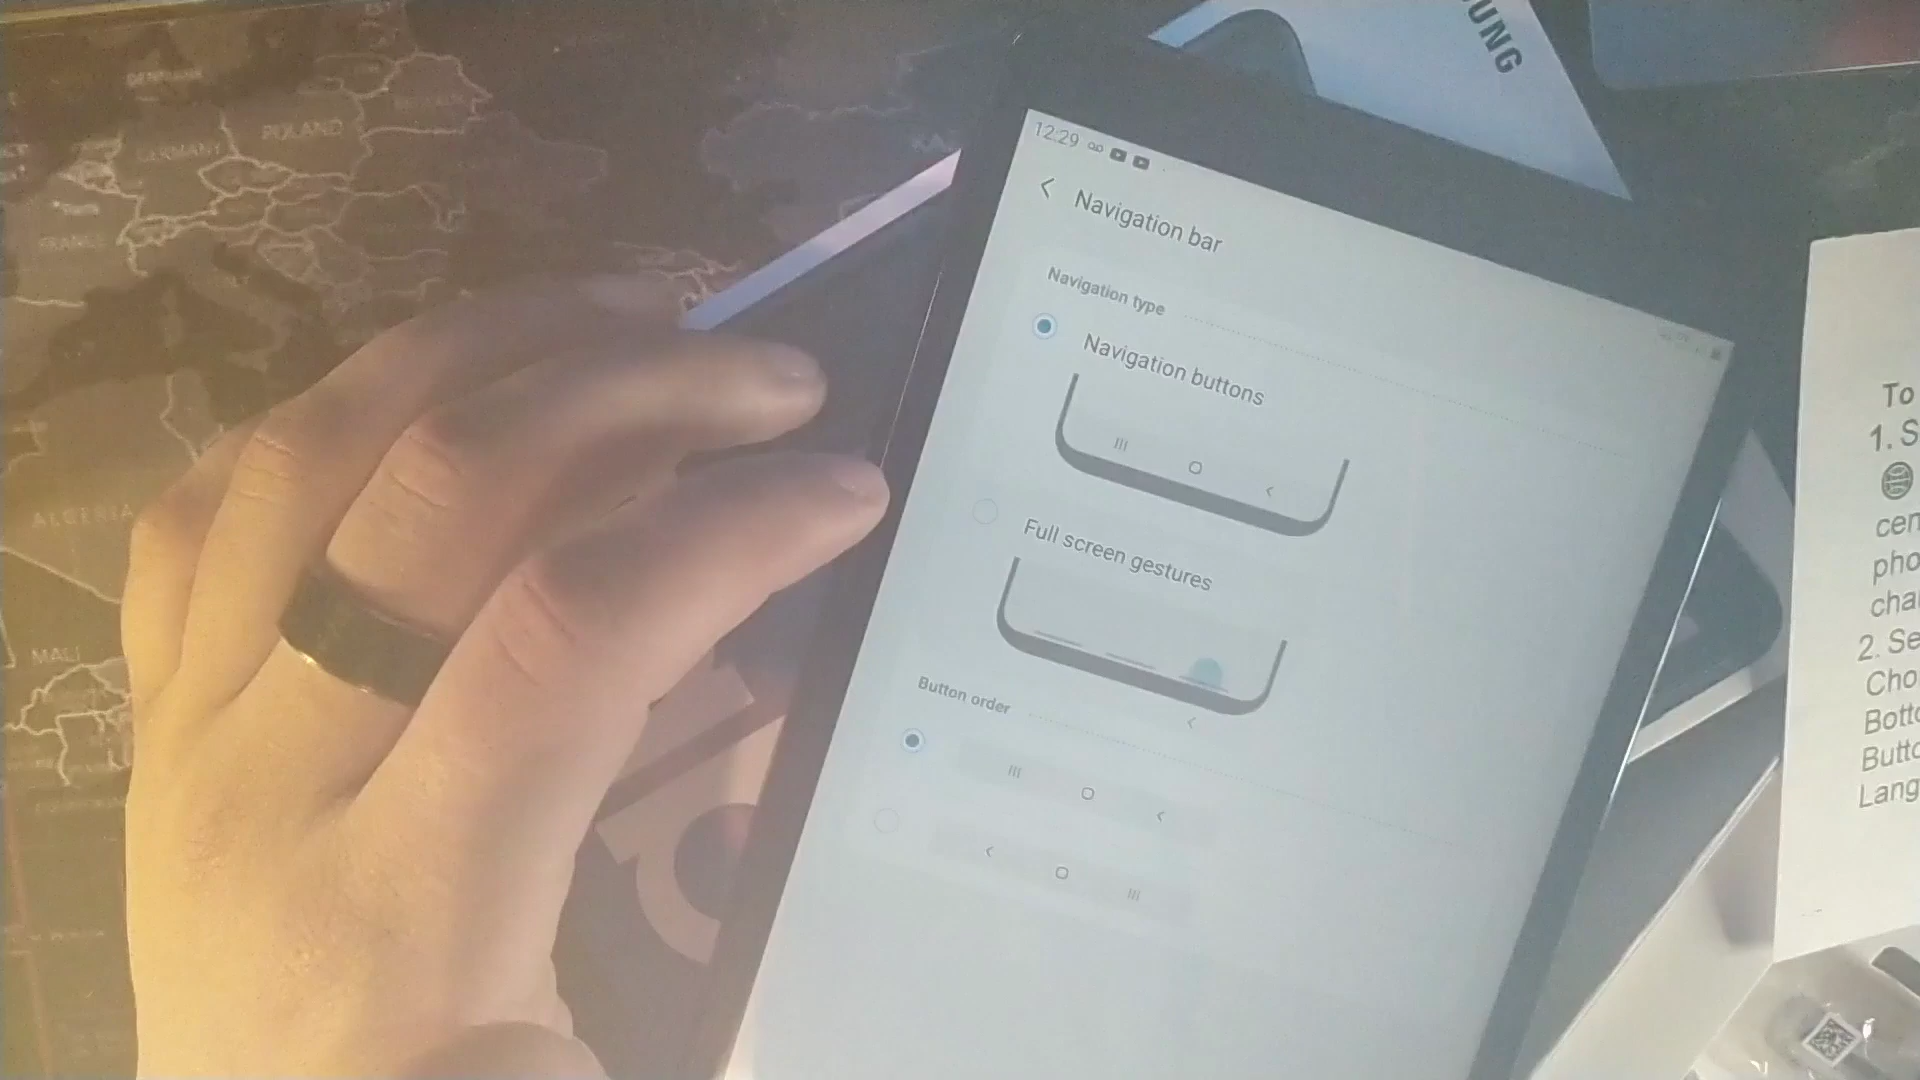 DENMARK
POLAND
GERMANY
FRANCE
ALGERIA
MALI
UNG
12:29
Navigation bar
Navigation type
Navigation buttons
Full screen gestures
Button order
To
1. S
cen
pho
cha
2. Se
Cho
Botto
Butto
Lang